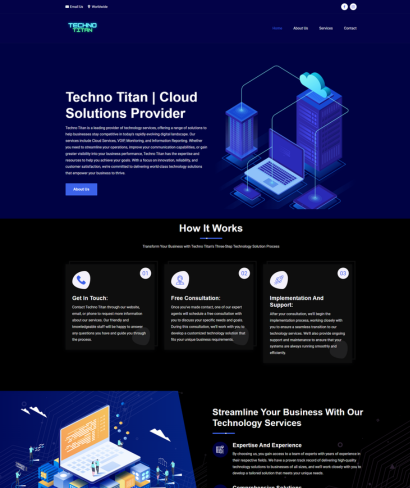 Email Us
Worldwide
TECHNO
TITAN
Home
About Us
Services
Contact
Techno Titan | Cloud
Solutions Provider
Techno Titan is a leading provider of technology services, offering a range of solutions to
help businesses stay competitive in today's rapidly evolving digital landscape. Our
services include Cloud Services, VOIP, Monitoring, and Information Reporting. Whether
you need to streamline your operations, improve your communication capabilities, or gain
greater visibility into your business performance, Techno Titan has the expertise and
resources to help you achieve your goals. With a focus on innovation, reliability, and
customer satisfaction, we're committed to delivering world-class technology solutions
that empower your business to thrive.
About Us
How It Works
Transform Your Business with Techno Titan's Three-Step Technology Solution Process
01
Get In Touch:
Contact Techno Titan through our website,
email, or phone to request more information
about our services. Our friendly and
knowledgeable staff will be happy to answer
any questions you have and guide you through
the process.
02
Free Consultation:
Once you've made contact, one of our expert
agents will schedule a free consultation with
you to discuss your specific needs and goals.
During this consultation, we'll work with you to
develop a customized technology solution that
fits your unique business requirements.
03
Implementation And
Support:
After your consultation, we'll begin the
implementation process, working closely with
you to ensure a seamless transition to our
technology services. We'll also provide ongoing
support and maintenance to ensure that your
systems are always running smoothly and
efficiently.
Streamline Your Business With Our
Technology Services
Expertise And Experience
By choosing us, you gain access to a team of experts with years of experience in
their respective fields. We have a proven track record of delivering high-quality
technology solutions to businesses of all sizes, and we'll work closely with you to
develop a tailored solution that meets your unique needs.
Comprehensive Solutions